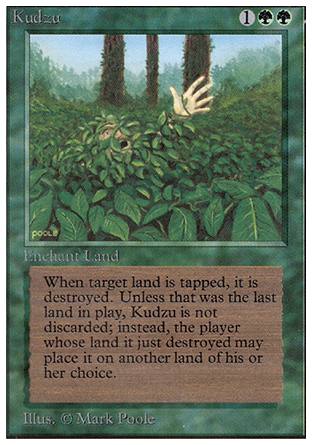 Kudzu 1
POOLE
Enchant Land
When target land is tapped, it is
destroyed. Unless that was the last
land in play, Kudzu is not
discarded; instead, the player
whose land it just destroyed may
place it on another land of his or
her choice.
Illus. © Mark Poole